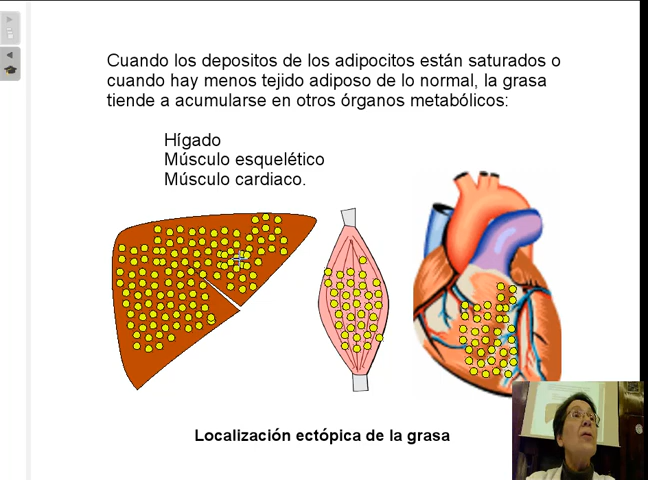 Cuando los depositos de los adipocitos están saturados o
cuando hay menos tejido adiposo de lo normal, la grasa
tiende a acumularse en otros órganos metabólicos:
Hígado
Músculo esquelético
Músculo cardiaco.
Localización ectópica de la grasa